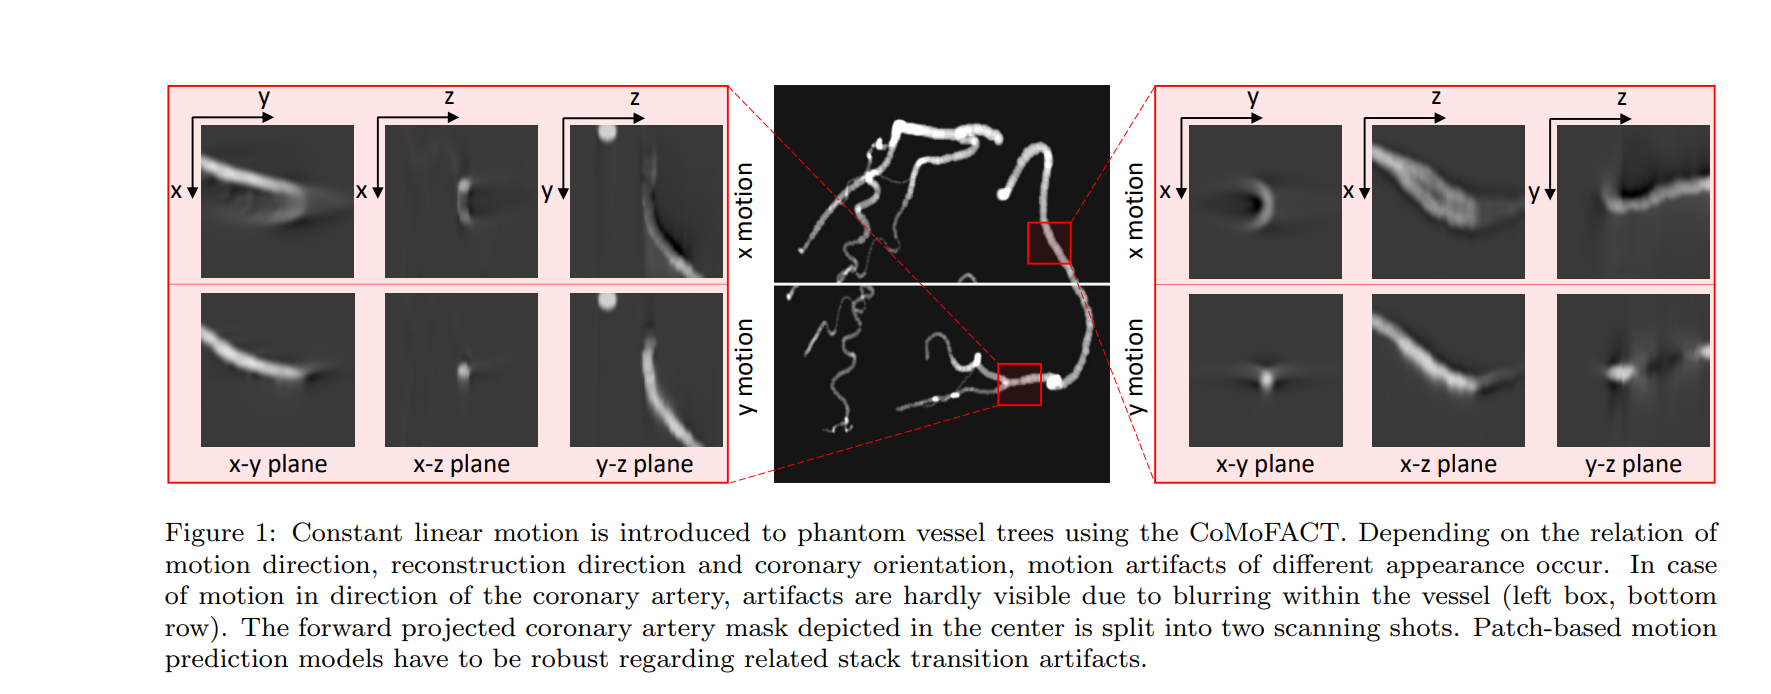 y
z
z
x
x
y
x motion
y motion
x-y plane
x-z plane
y-z plane
y
z
z
x
x
y
x motion
y motion
x-y plane
x-z plane
y-z plane
Figure 1: Constant linear motion is introduced to phantom vessel trees using the CoMoFACT. Depending on the relation of
motion direction, reconstruction direction and coronary orientation, motion artifacts of different appearance occur. In case
of motion in direction of the coronary artery, artifacts are hardly visible due to blurring within the vessel (left box, bottom
row). The forward projected coronary artery mask depicted in the center is split into two scanning shots. Patch-based motion
prediction models have to be robust regarding related stack transition artifacts.